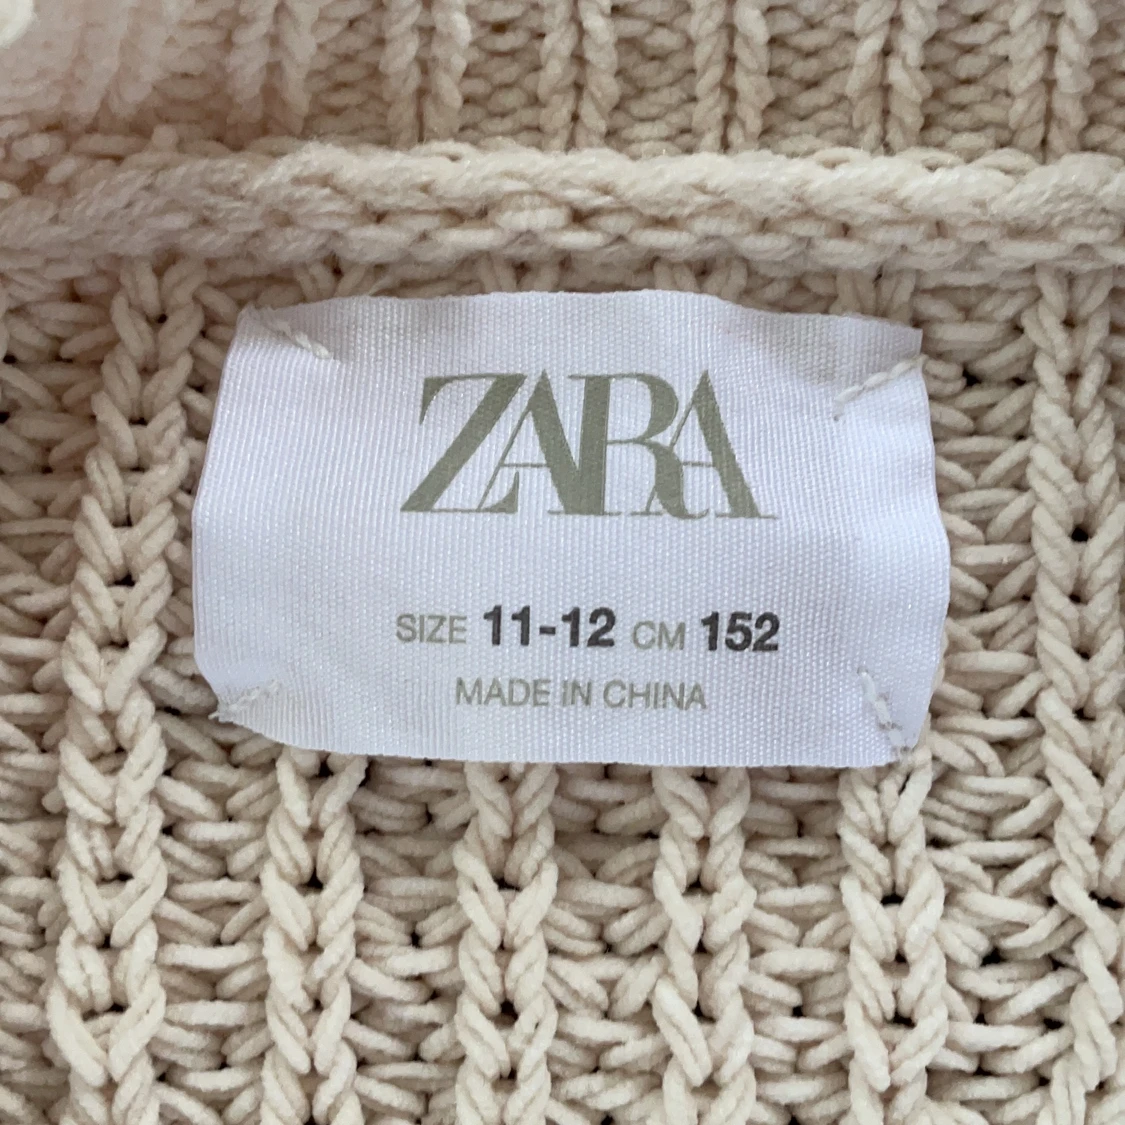 ZARA
SIZE 11-12 CM 152
MADE IN CHINA